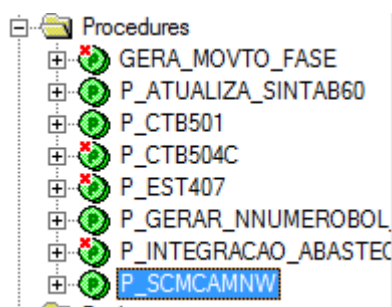 Procedures
GERA_MOVTO_FASE
P_ATUALIZA_SINTAB60
P_CTB501
P_CTB504C
P_EST407
P_GERAR_NNUMEROBOL_
P_INTEGRACAO_ABASTEC
P_SCMCAMNW